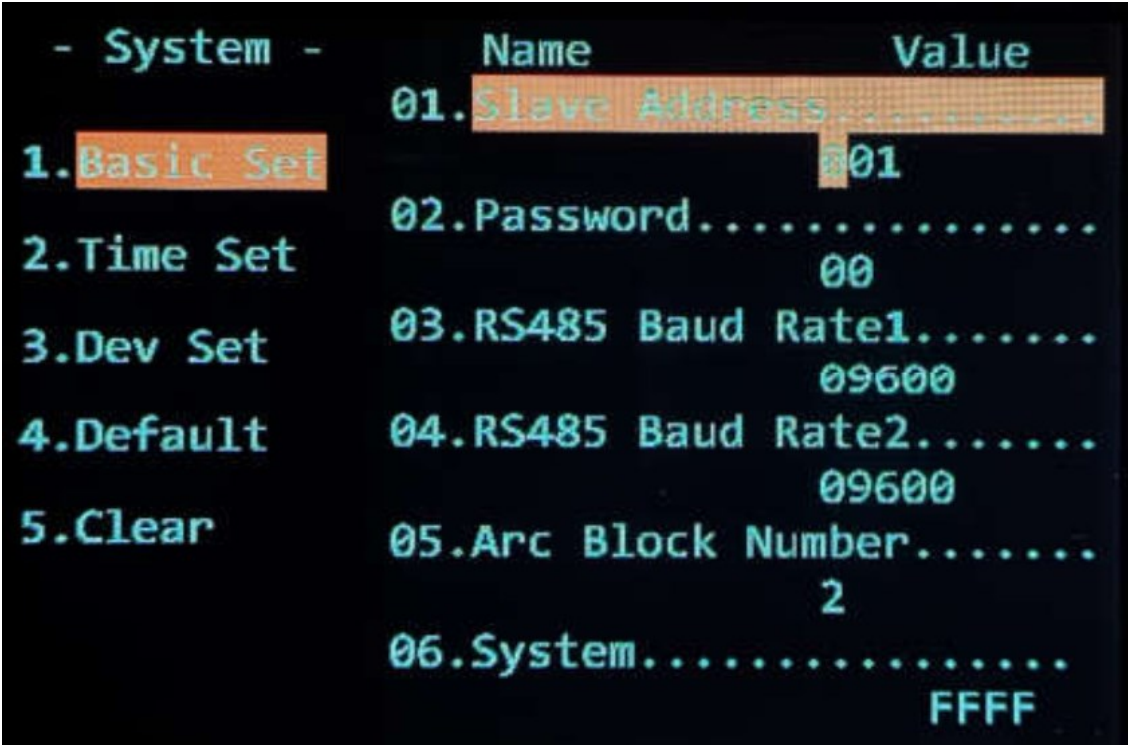 - System -
1.Basic Set
2.Time Set
3.Dev Set
4.Default
5.Clear
Name Value
01.Slave Address..........
001
02.Password...............
00
03.RS485 Baud Rate1.......
09600
04.RS485 Baud Rate2.......
09600
05.Arc Block Number.......
2
06.System................
FFFF